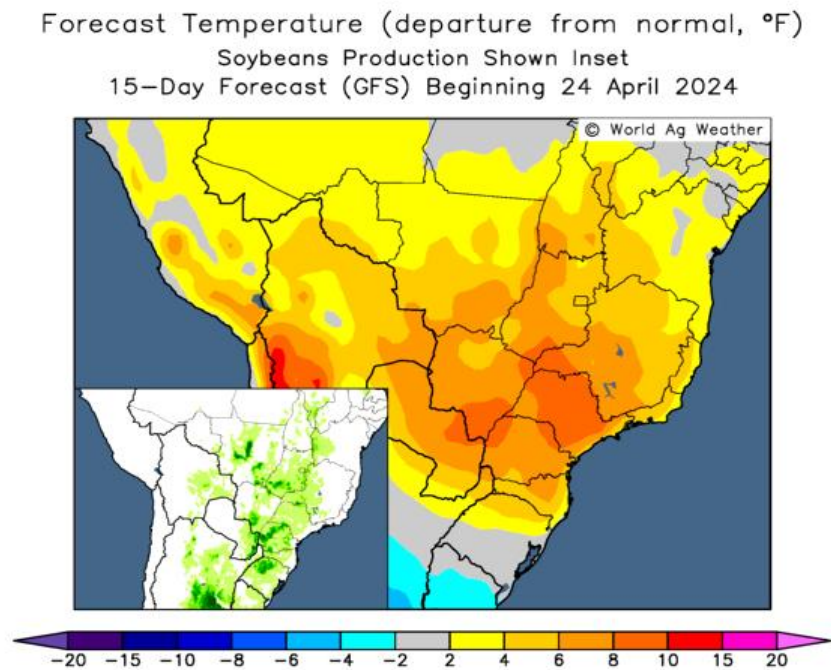 Forecast Temperature (departure from normal, °F)
Soybeans Production Shown Inset
15-Day Forecast (GFS) Beginning 24 April 2024
© World Ag Weather
-20 -15 -10 -8 -6 -4 -2 2 4 6 8 10 15 20